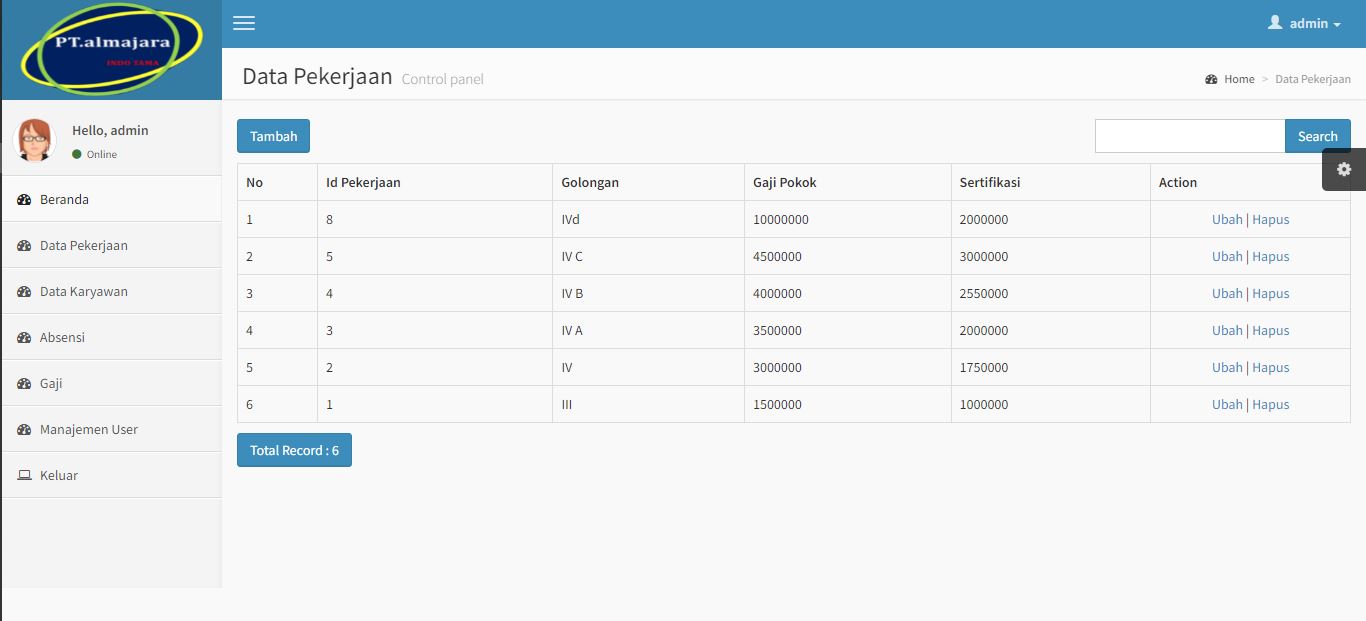 PT.almajara
INDO TAMA
admin
Data Pekerjaan Control panel
Home > Data Pekerjaan
Hello, admin
Online
Beranda
Data Pekerjaan
Data Karyawan
Absensi
Gaji
Manajemen User
Keluar
Tambah
Search
No Id Pekerjaan Golongan Gaji Pokok Sertifikasi Action
1 8 IVd 10000000 2000000 Ubah | Hapus
2 5 IV C 4500000 3000000 Ubah | Hapus
3 4 IV B 4000000 2550000 Ubah | Hapus
4 3 IV A 3500000 2000000 Ubah | Hapus
5 2 IV 3000000 1750000 Ubah | Hapus
6 1 III 1500000 1000000 Ubah | Hapus
Total Record : 6